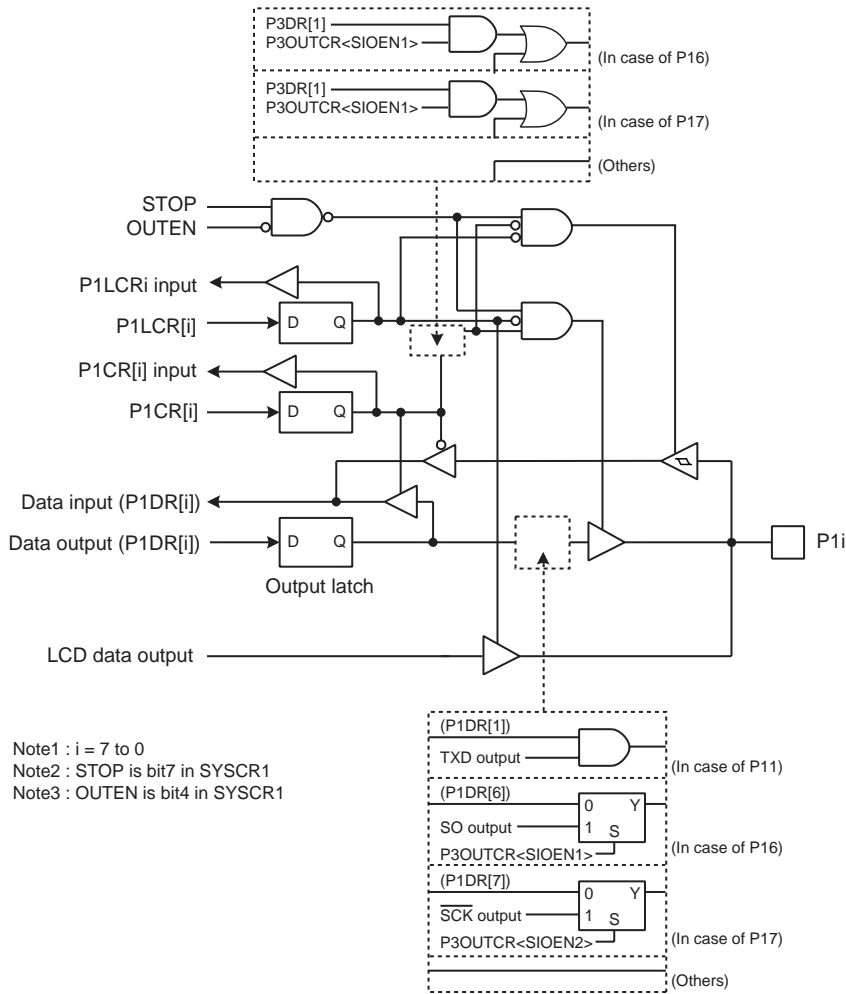 P3DR[1]
P3OUTCR<SIOEN1>
(In case of P16)
P3DR[1]
P3OUTCR<SIOEN1>
(In case of P17)
(Others)
STOP
OUTEN
P1LCRi input
P1LCR[i]
D Q
P1CR[i] input
P1CR[i]
D Q
Data input (P1DR[i])
Data output (P1DR[i])
D Q
P1i
Output latch
LCD data output
Note1 : i = 7 to 0
Note2 : STOP is bit7 in SYSCR1
Note3 : OUTEN is bit4 in SYSCR1
(P1DR[1])
TXD output
(In case of P11)
(P1DR[6])
0 Y
SO output
1 S
P3OUTCR<SIOEN1>
(In case of P16)
(P1DR[7])
0 Y
SCK output
1 S
P3OUTCR<SIOEN2>
(In case of P17)
(Others)